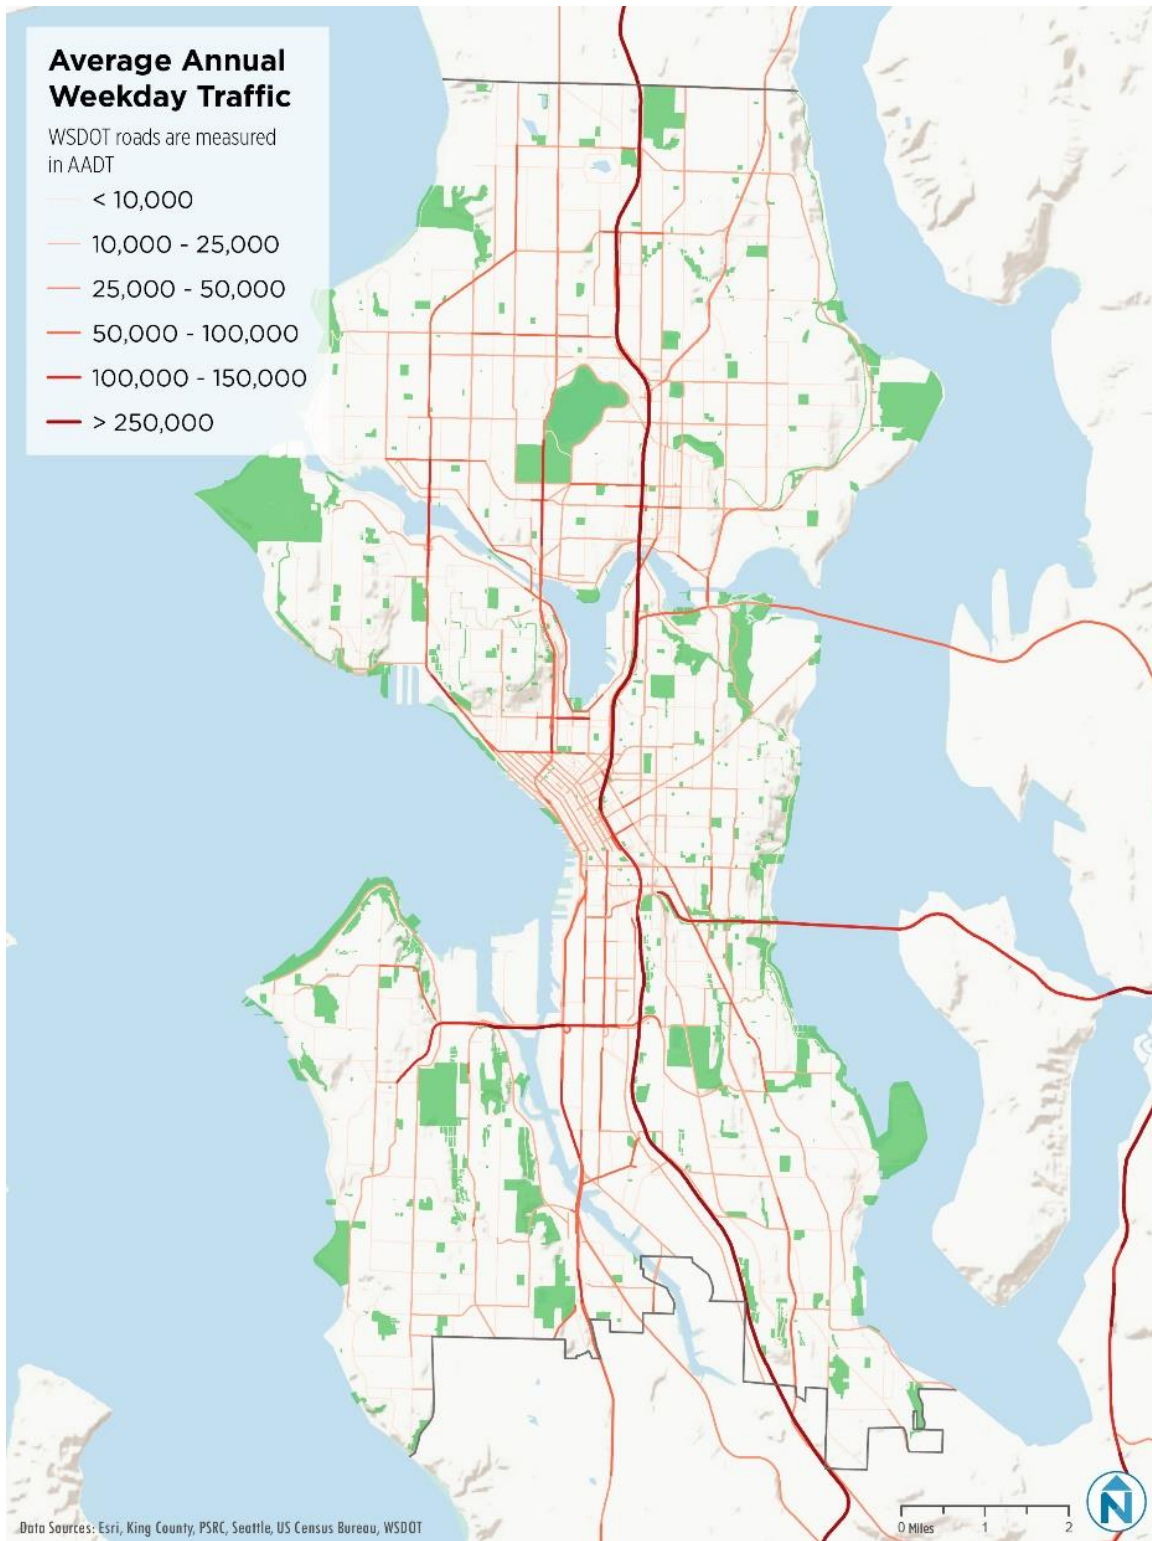 Average Annual
Weekday Traffic
WSDOT roads are measured
in AADT
< 10,000
10,000 - 25,000
25,000 - 50,000
50,000 - 100,000
100,000 - 150,000
> 250,000
Data Sources: Esri, King County, PSRC, Seattle, US Census Bureau, WSDOT
0 Miles 1 2
N